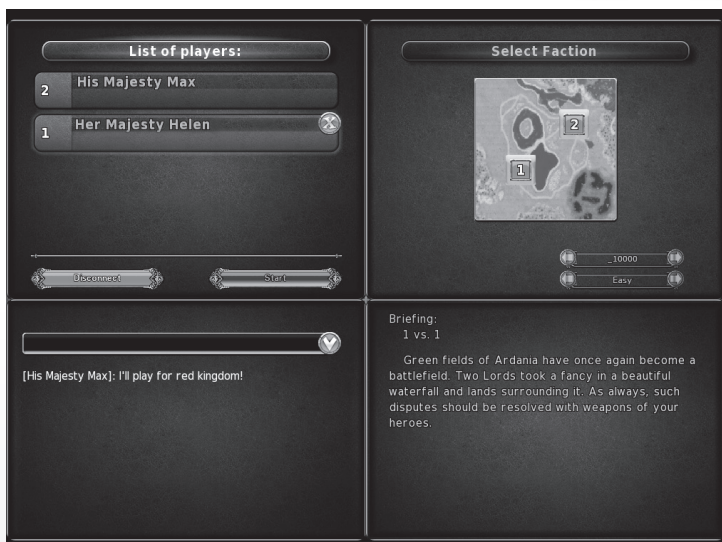 List of players:
2 His Majesty Max
1 Her Majesty Helen
Disconnect
Start
Select Faction
2
1
_10000
Easy
[His Majesty Max]: I'll play for red kingdom!
Briefing:
1 vs. 1
Green fields of Ardania have once again become a
battlefield. Two Lords took a fancy in a beautiful
waterfall and lands surrounding it. As always, such
disputes should be resolved with weapons of your
heroes.